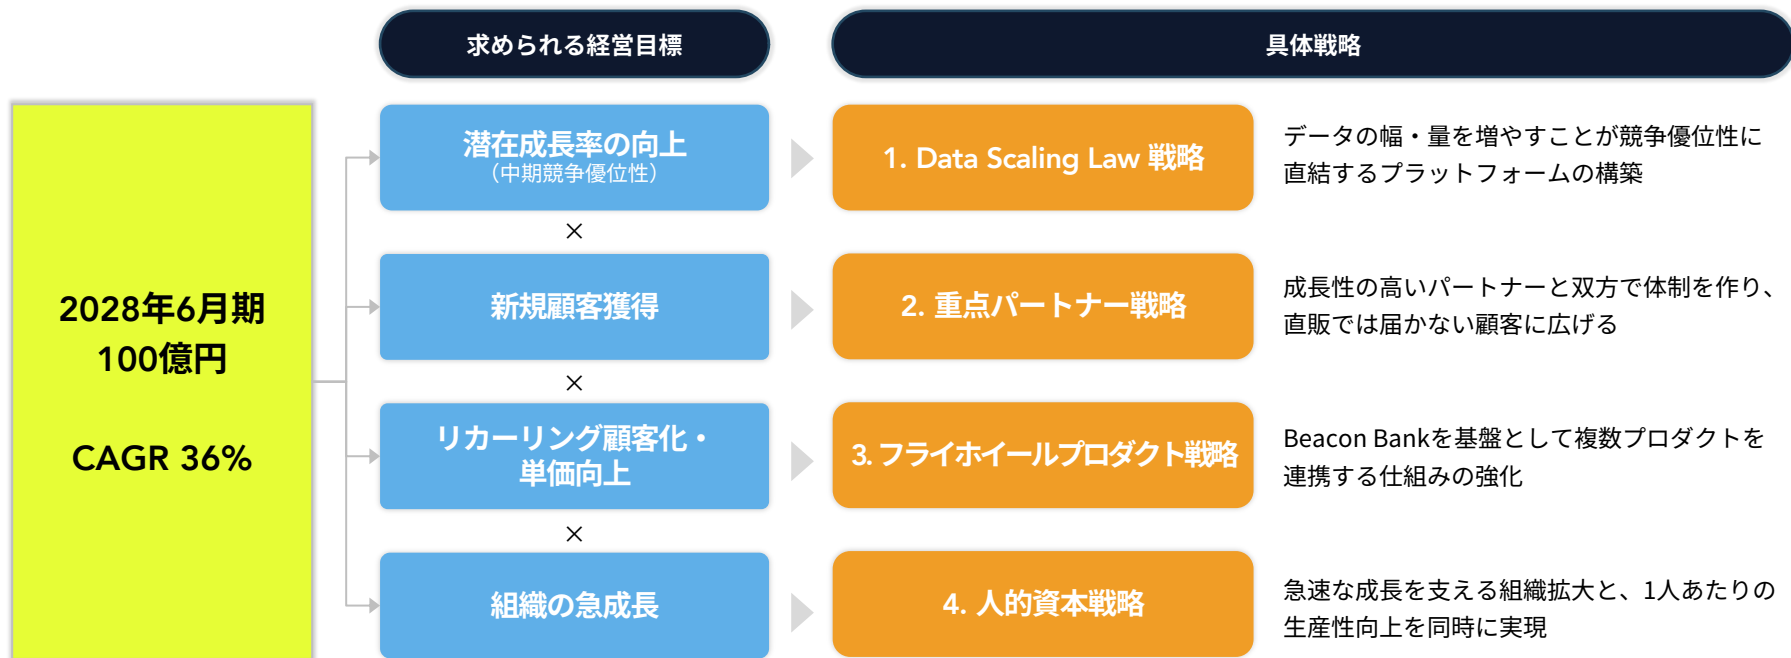 求められる経営目標
具体戦略
2028年6月期
100億円
CAGR 36%
潜在成長率の向上
（中期競争優位性）
1. Data Scaling Law 戦略
データの幅・量を増やすことが競争優位性に
直結するプラットフォームの構築
×
新規顧客獲得
2. 重点パートナー戦略
成長性の高いパートナーと双方で体制を作り、
直販では届かない顧客に広げる
×
リカーリング顧客化・
単価向上
3. フライホイールプロダクト戦略
Beacon Bankを基盤として複数プロダクトを
連携する仕組みの強化
×
組織の急成長
4. 人的資本戦略
急速な成長を支える組織拡大と、1人あたりの
生産性向上を同時に実現